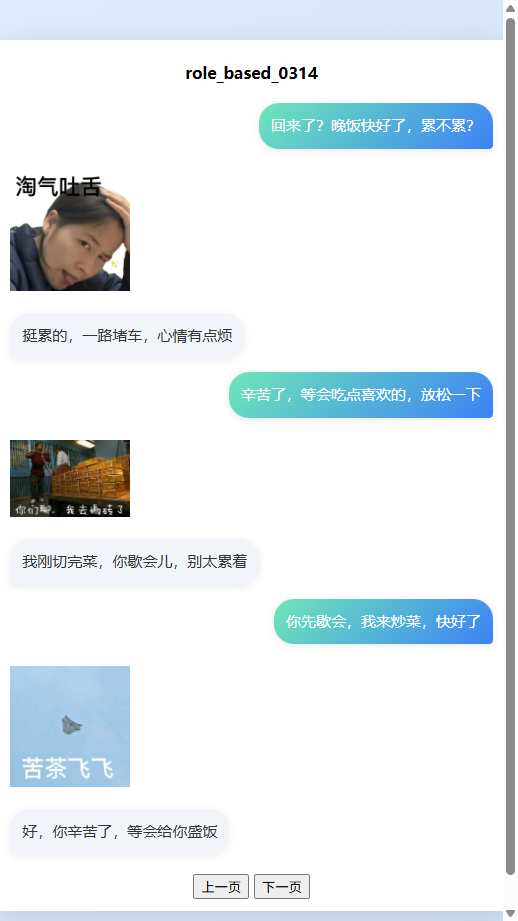 role_based_0314
回来了？晚饭快好了，累不累？
淘气吐舌
挺累的，一路堵车，心情有点烦
辛苦了，等会吃点喜欢的，放松一下
你们聊，我去搬砖了
我刚切完菜，你歇会儿，别太累着
你先歇会，我来炒菜，快好了
苦茶飞飞
好，你辛苦了，等会给你盛饭
上一页 下一页